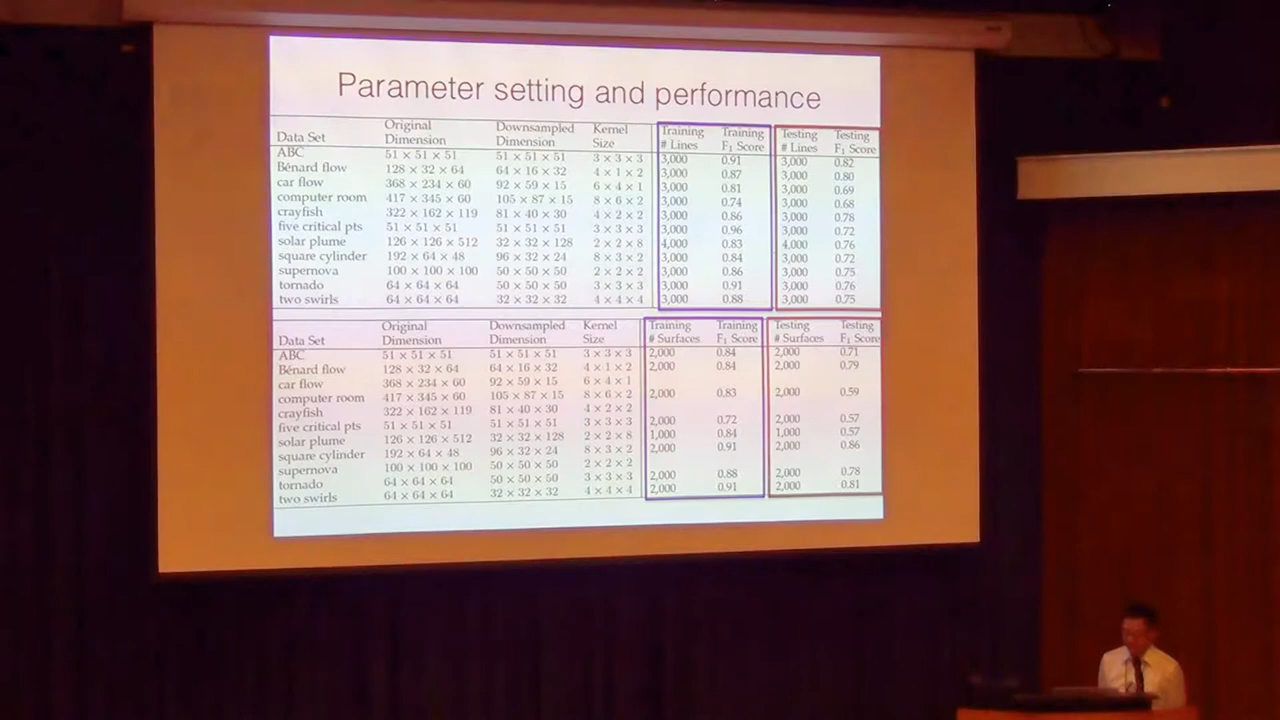 Parameter setting and performance
Data Set Original Dimension Downsampled Dimension Kernel Size Training # Lines Training F₁ Score Testing # Lines Testing F₁ Score
ABC 51 × 51 × 51 51 × 51 × 51 3 × 3 × 3 3,000 0.91 3,000 0.82
Bénard flow 128 × 32 × 64 64 × 16 × 32 4 × 1 × 2 3,000 0.87 3,000 0.80
car flow 368 × 234 × 60 92 × 59 × 15 6 × 4 × 1 3,000 0.81 3,000 0.69
computer room 417 × 345 × 60 105 × 87 × 15 8 × 6 × 2 3,000 0.74 3,000 0.68
crayfish 322 × 162 × 119 81 × 40 × 30 4 × 2 × 2 3,000 0.86 3,000 0.78
five critical pts 51 × 51 × 51 51 × 51 × 51 3 × 3 × 3 3,000 0.96 3,000 0.72
solar plume 126 × 126 × 512 32 × 32 × 128 2 × 2 × 8 4,000 0.83 4,000 0.76
square cylinder 192 × 64 × 48 96 × 32 × 24 8 × 3 × 2 3,000 0.84 3,000 0.72
supernova 100 × 100 × 100 50 × 50 × 50 2 × 2 × 2 3,000 0.86 3,000 0.75
tornado 64 × 64 × 64 50 × 50 × 50 3 × 3 × 3 3,000 0.91 3,000 0.76
two swirls 64 × 64 × 64 32 × 32 × 32 4 × 4 × 4 3,000 0.88 3,000 0.75
Data Set Original Dimension Downsampled Dimension Kernel Size Training # Surfaces Training F₁ Score Testing # Surfaces Testing F₁ Score
ABC 51 × 51 × 51 51 × 51 × 51 3 × 3 × 3 2,000 0.84 2,000 0.71
Bénard flow 128 × 32 × 64 64 × 16 × 32 4 × 1 × 2 2,000 0.84 2,000 0.79
car flow 368 × 234 × 60 92 × 59 × 15 6 × 4 × 1
computer room 417 × 345 × 60 105 × 87 × 15 8 × 6 × 2 2,000 0.83 2,000 0.59
crayfish 322 × 162 × 119 81 × 40 × 30 4 × 2 × 2
five critical pts 51 × 51 × 51 51 × 51 × 51 3 × 3 × 3 2,000 0.72 2,000 0.57
solar plume 126 × 126 × 512 32 × 32 × 128 2 × 2 × 8 1,000 0.84 1,000 0.57
square cylinder 192 × 64 × 48 96 × 32 × 24 8 × 3 × 2 2,000 0.91 2,000 0.86
supernova 100 × 100 × 100 50 × 50 × 50 2 × 2 × 2
tornado 64 × 64 × 64 50 × 50 × 50 3 × 3 × 3 2,000 0.88 2,000 0.78
two swirls 64 × 64 × 64 32 × 32 × 32 4 × 4 × 4 2,000 0.91 2,000 0.81